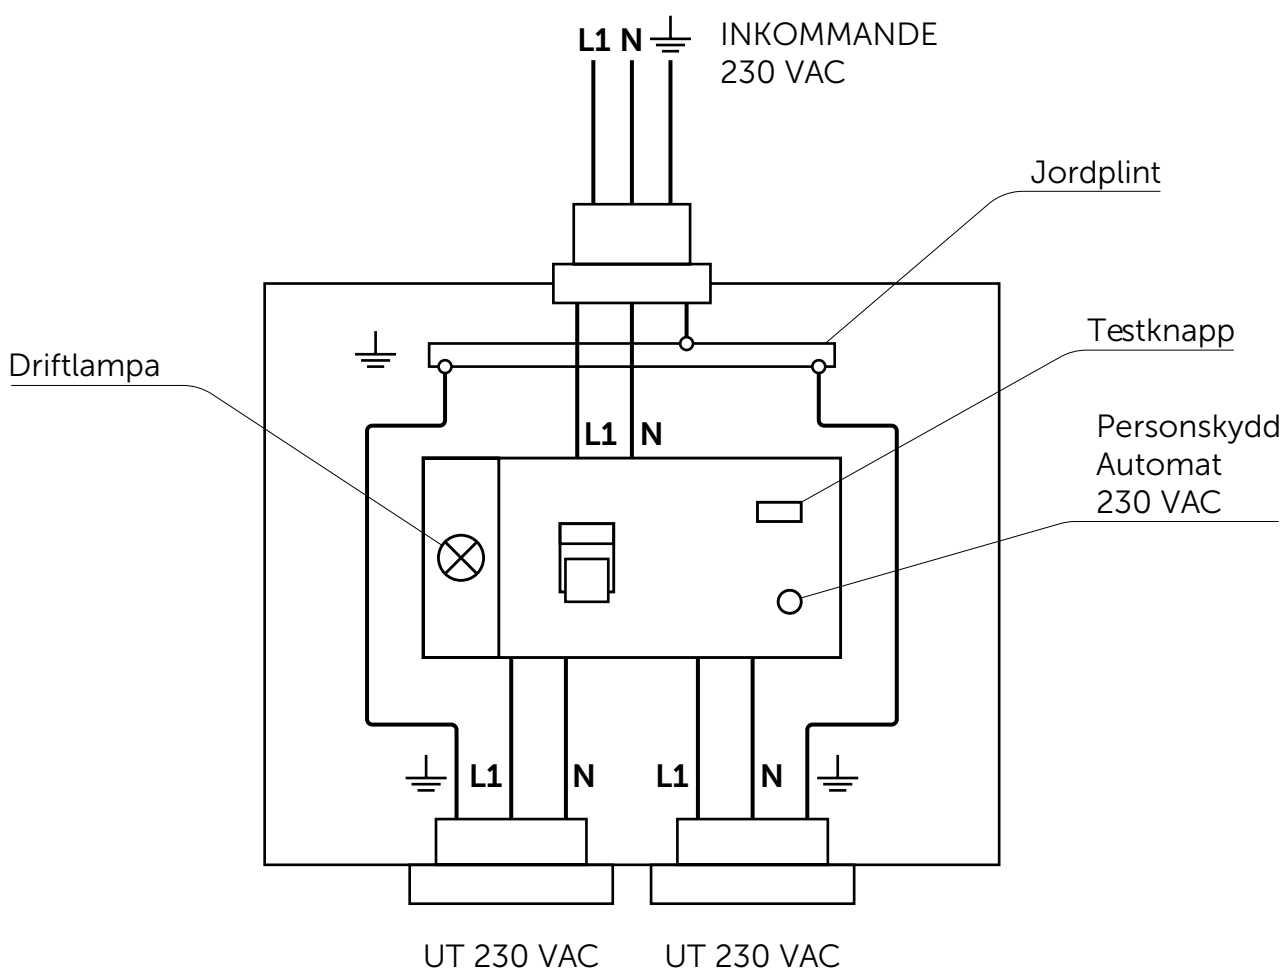 L1 N INKOMMANDE
230 VAC
Jordplint
Testknapp
Driftlampa
Personskydd
Automat
230 VAC
L1 N
L1 N L1 N
UT 230 VAC UT 230 VAC